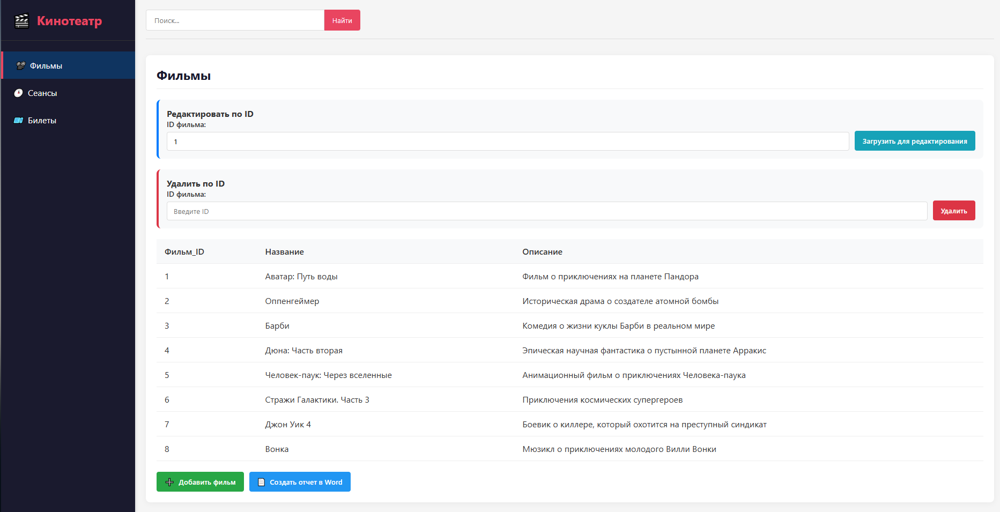 Кинотеатр
Фильмы
Сеансы
Билеты
Поиск...
Найти
Фильмы
Редактировать по ID
ID фильма:
1
Загрузить для редактирования
Удалить по ID
ID фильма:
Введите ID
Удалить
Фильм_ID Название Описание
1 Аватар: Путь воды Фильм о приключениях на планете Пандора
2 Оппенгеймер Историческая драма о создателе атомной бомбы
3 Барби Комедия о жизни куклы Барби в реальном мире
4 Дюна: Часть вторая Эпическая научная фантастика о пустынной планете Арракис
5 Человек-паук: Через вселенные Анимационный фильм о приключениях Человека-паука
6 Стражи Галактики. Часть 3 Приключения космических супергероев
7 Джон Уик 4 Боевик о киллере, который охотится на преступный синдикат
8 Вонка Мюзикл о приключениях молодого Вилли Вонки
Добавить фильм
Создать отчет в Word